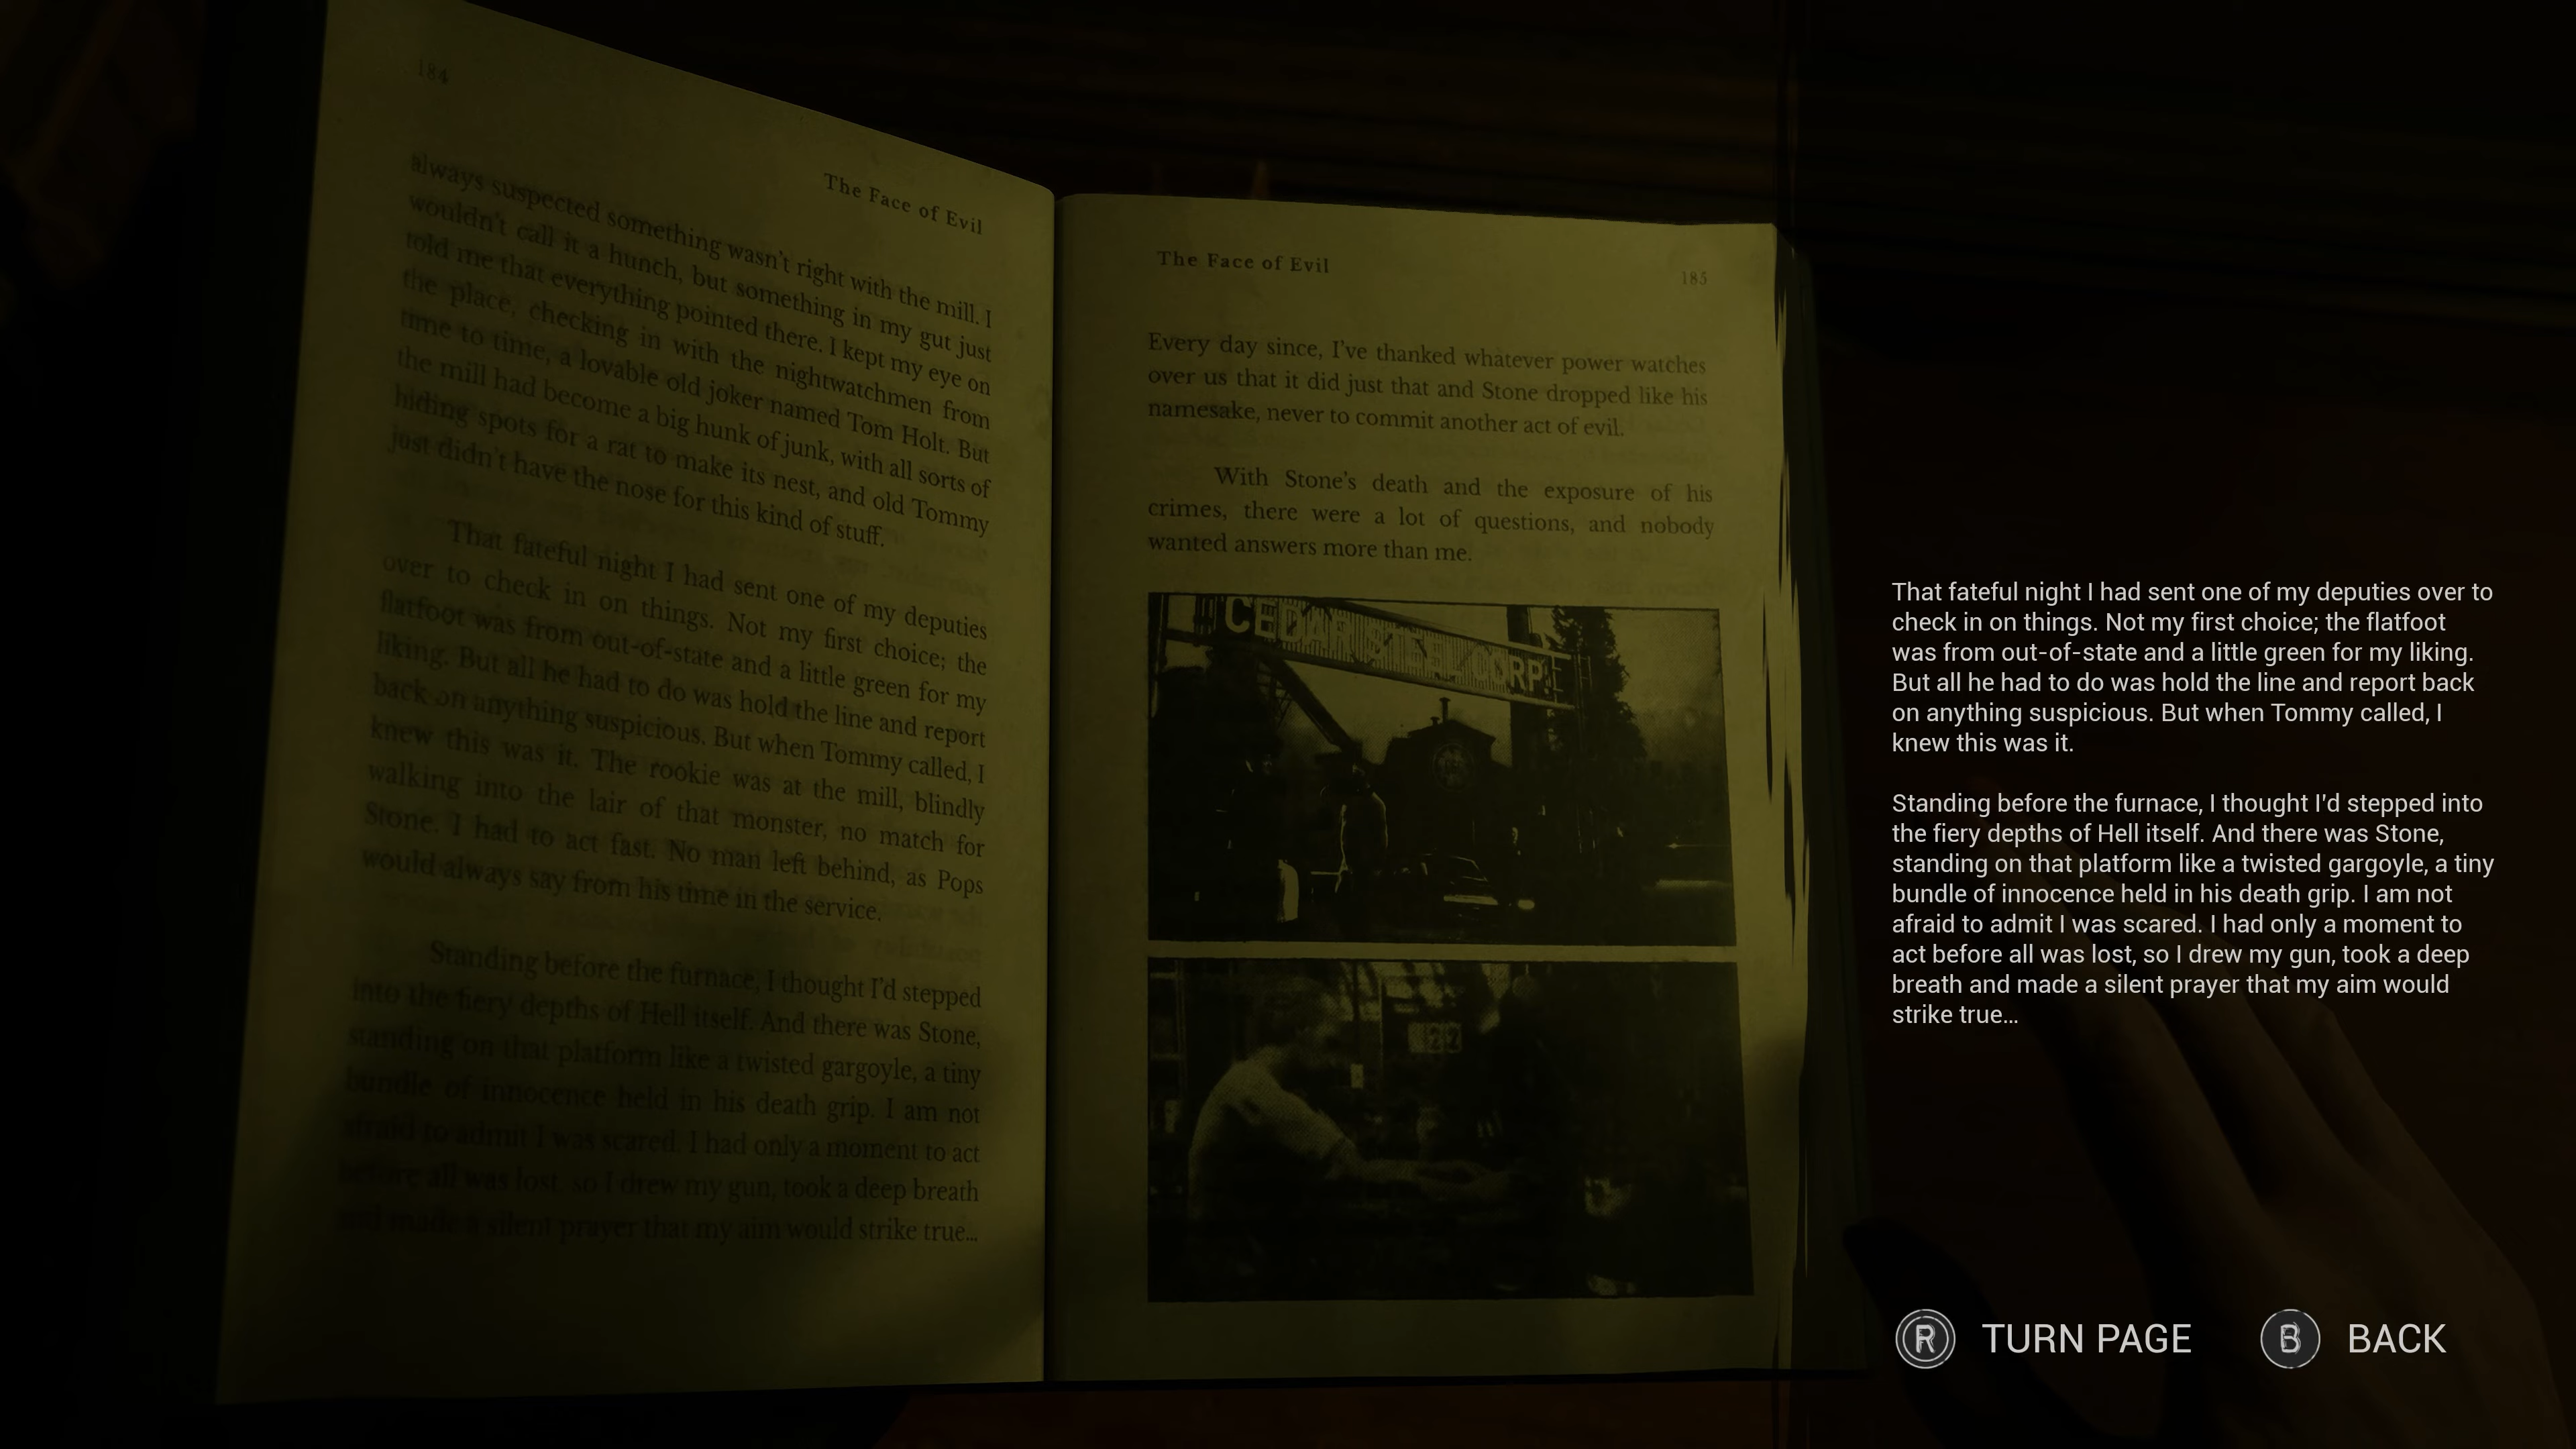 184
The Face of Evil
always suspected something wasn't right with the mill. I
wouldn't call it a hunch, but something in my gut just
told me that everything pointed there. I kept my eye on
the place, checking in with the nightwatchmen from
time to time, a lovable old joker named Tom Holt. But
the mill had become a big hunk of junk, with all sorts of
hiding spots for a rat to make its nest, and old Tommy
just didn't have the nose for this kind of stuff.
That fateful night I had sent one of my deputies
over to check in on things. Not my first choice; the
flatfoot was from out-of-state and a little green for my
liking. But all he had to do was hold the line and report
back on anything suspicious. But when Tommy called, I
knew this was it. The rookie was at the mill, blindly
walking into the lair of that monster, no match for
Stone. I had to act fast. No man left behind, as Pops
would always say from his time in the service.
Standing before the furnace, I thought I'd stepped
into the fiery depths of Hell itself. And there was Stone,
standing on that platform like a twisted gargoyle, a tiny
bundle of innocence held in his death grip. I am not
afraid to admit I was scared. I had only a moment to act
before all was lost, so I drew my gun, took a deep breath
and made a silent prayer that my aim would strike true...
The Face of Evil
185
Every day since, I've thanked whatever power watches
over us that it did just that and Stone dropped like his
namesake, never to commit another act of evil.
With Stone's death and the exposure of his
crimes, there were a lot of questions, and nobody
wanted answers more than me.
CEDAR STEEL CORP.
22
That fateful night I had sent one of my deputies over to
check in on things. Not my first choice; the flatfoot
was from out-of-state and a little green for my liking.
But all he had to do was hold the line and report back
on anything suspicious. But when Tommy called, I
knew this was it.
Standing before the furnace, I thought I'd stepped into
the fiery depths of Hell itself. And there was Stone,
standing on that platform like a twisted gargoyle, a tiny
bundle of innocence held in his death grip. I am not
afraid to admit I was scared. I had only a moment to
act before all was lost, so I drew my gun, took a deep
breath and made a silent prayer that my aim would
strike true...
R TURN PAGE
B BACK